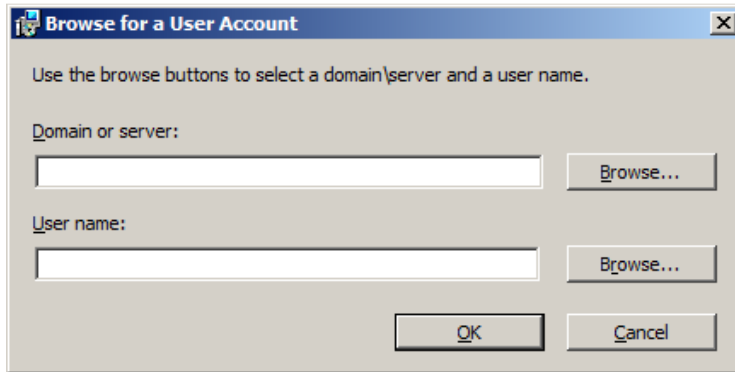 Browse for a User Account
Use the browse buttons to select a domain\server and a user name.
Domain or server:
Browse...
User name:
Browse...
OK
Cancel